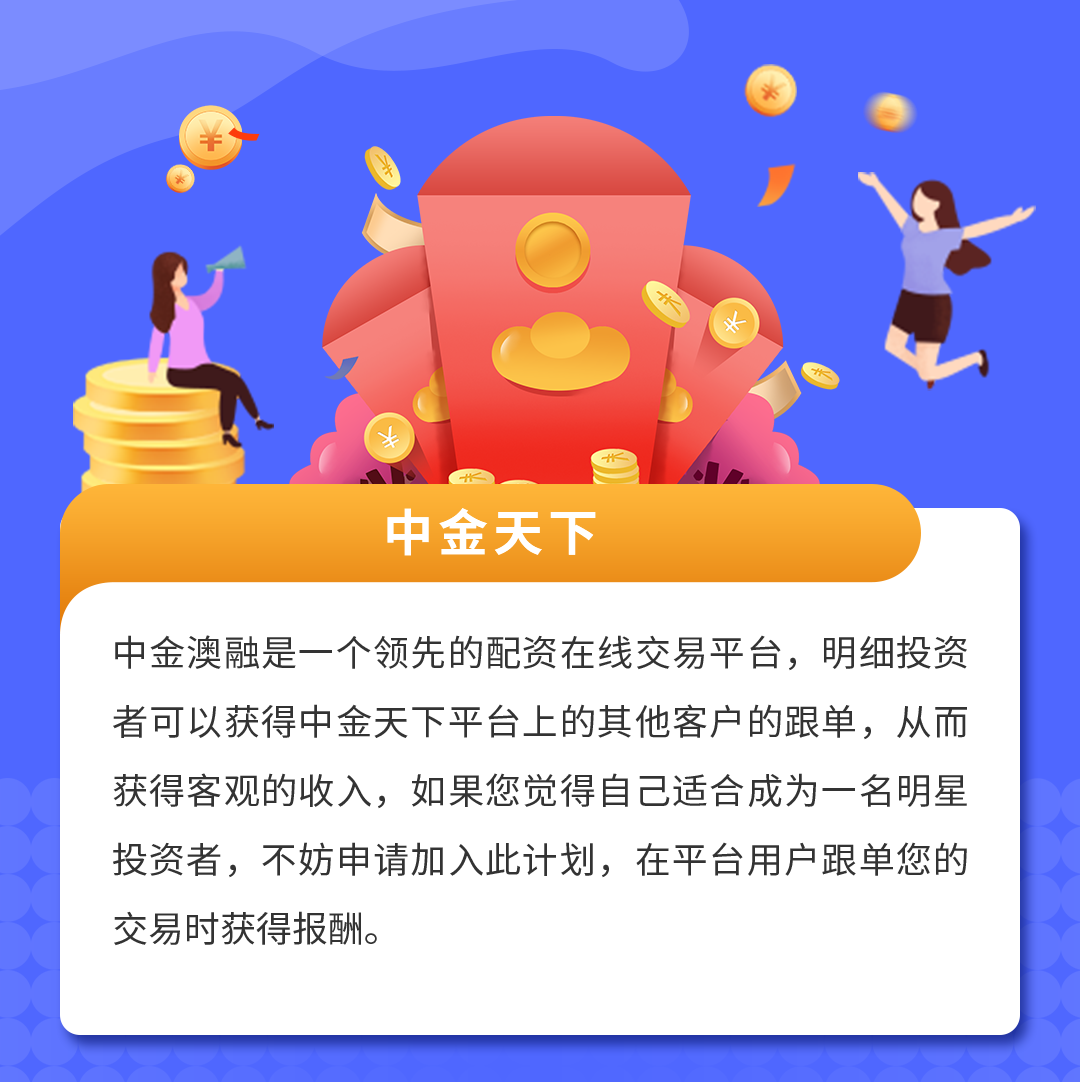 中金天下
中金澳融是一个领先的配资在线交易平台，明细投资
者可以获得中金天下平台上的其他客户的跟单，从而
获得客观的收入，如果您觉得自己适合成为一名明星
投资者，不妨申请加入此计划，在平台用户跟单您的
交易时获得报酬。